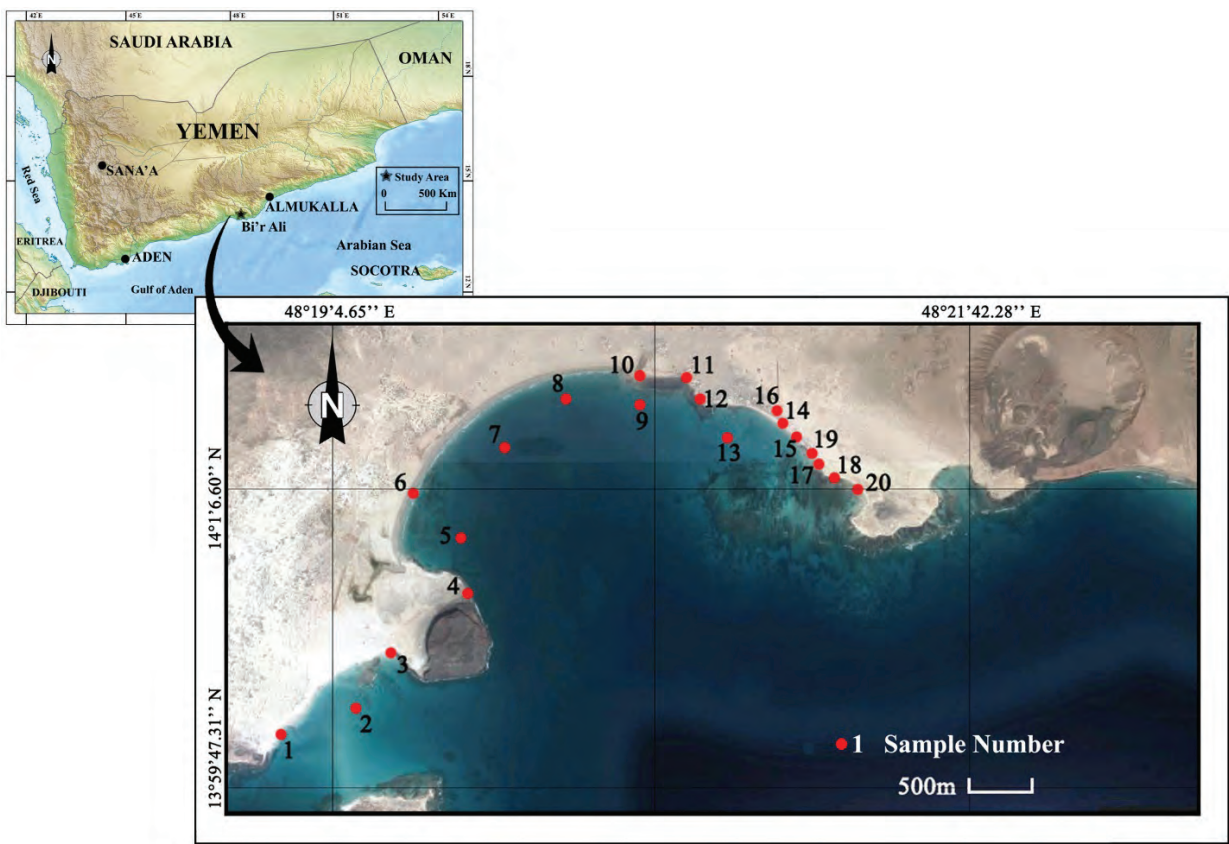 42°E 45°E 48°E 51°E 54°E
SAUDI ARABIA
OMAN
N
18°N
YEMEN
SANA'A
15°N
Red Sea
Study Area
0 500 Km
ALMUKALLA
Bi'r Ali
ERITREA
Arabian Sea
ADEN
SOCOTRA
12°N
DJIBOUTI
Gulf of Aden
48°19'4.65'' E 48°21'42.28'' E
N
10
11
8
12
16
14
9
13
15
19
7
17
18
20
6
14°1'6.60'' N
5
4
3
2
1
13°59'47.31'' N
1 Sample Number
500m